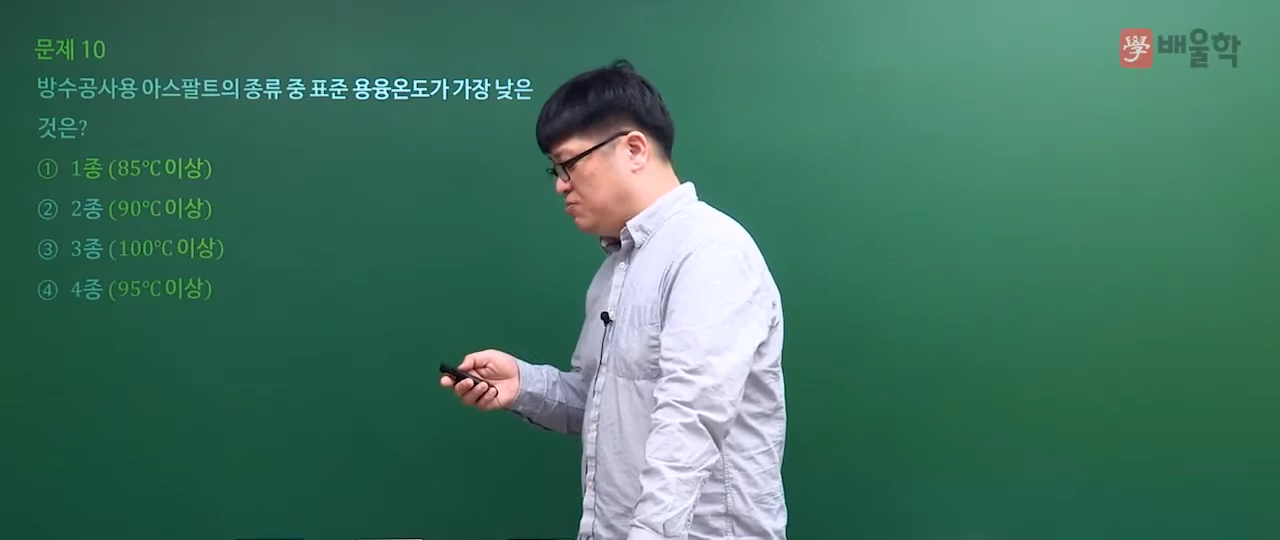 문제 10
學 배울학
방수공사용 아스팔트의 종류 중 표준 용융온도가 가장 낮은
것은?
① 1종 (85℃ 이상)
② 2종 (90℃ 이상)
③ 3종 (100℃ 이상)
④ 4종 (95℃ 이상)